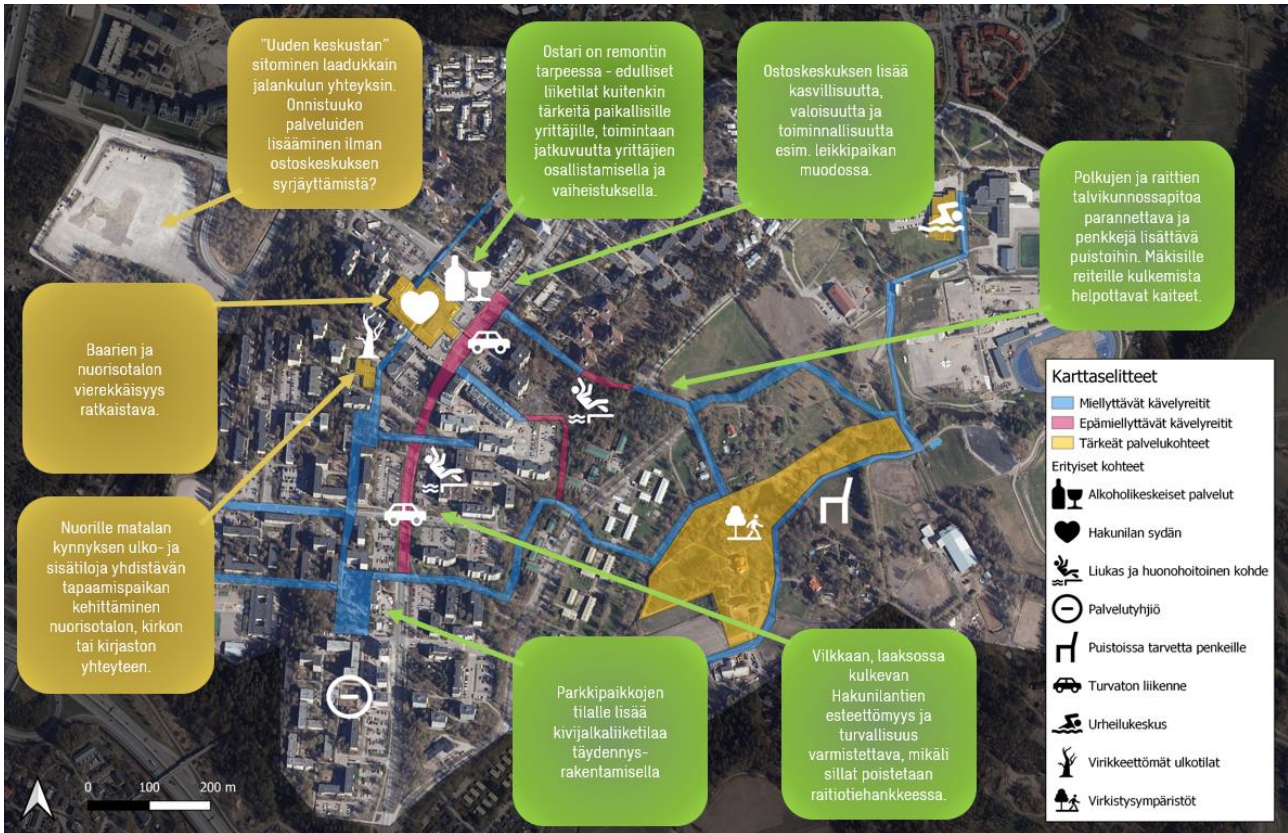 "Uuden keskustan"
sitominen laadukkain
jalankulun yhteyksin.
Onnistuuko
palveluiden
lisääminen ilman
ostoskeskuksen
syrjäyttämistä?
Ostari on remontin
tarpeessa - edulliset
liiketilat kuitenkin
tärkeitä paikallisille
yrittäjille, toimintaan
jatkuvuutta yrittäjien
osallistamisella ja
vaiheistuksella.
Ostoskeskuksen lisää
kasvillisuutta,
valoisuutta ja
toiminnallisuutta
esim. leikkipaikan
muodossa.
Polkujen ja raittien
talvikunnossapitoa
parannettava ja
penkkejä lisättävä
puistoihin. Mäkisille
reiteille kulkemista
helpottavat kaiteet.
Baarien ja
nuorisotalon
vierekkäisyys
ratkaistava.
Nuorille matalan
kynnyksen ulko- ja
sisätiloja yhdistävän
tapaamispaikan
kehittäminen
nuorisotalon, kirkon
tai kirjaston
yhteyteen.
Parkkipaikkojen
tilalle lisää
kivijalkaliiketilaa
täydennys-
rakentamisella
Vilkkaan, laaksossa
kulkevan
Hakunilantien
esteettömyys ja
turvallisuus
varmistettava, mikäli
sillat poistetaan
raitiotiehankkeessa.
Karttaselitteet
Miellyttävät kävelyreitit
Epämiellyttävät kävelyreitit
Tärkeät palvelukohteet
Erityiset kohteet
Alkoholikeskeiset palvelut
Hakunilan sydän
Liukas ja huonohoitoinen kohde
Palvelutyhjiö
Puistoissa tarvetta penkeille
Turvaton liikenne
Urheilukeskus
Virikkeettömät ulkotilat
Virkistysympäristöt
0 100 200 m